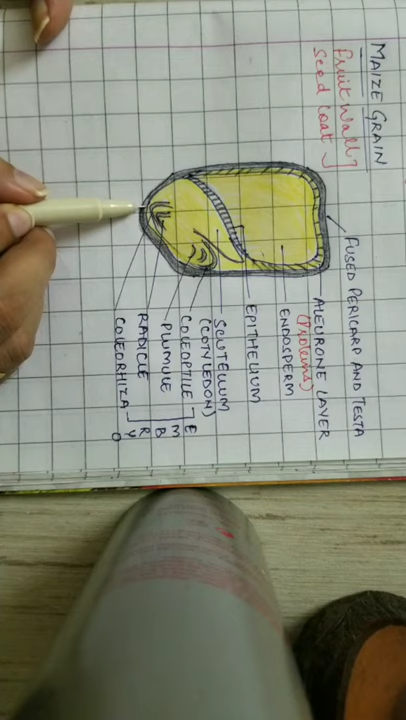 MAIZE GRAIN
Fruit Wall
Seed Coat
FUSED PERICARP AND TESTA
ALEURONE LAYER
(Proteins)
ENDOSPERM
EPITHELIUM
SCUTELLUM
(COTYLEDON)
COLEOPTILE
PLUMULE
RADICLE
COLEORHIZA
EMBRYO